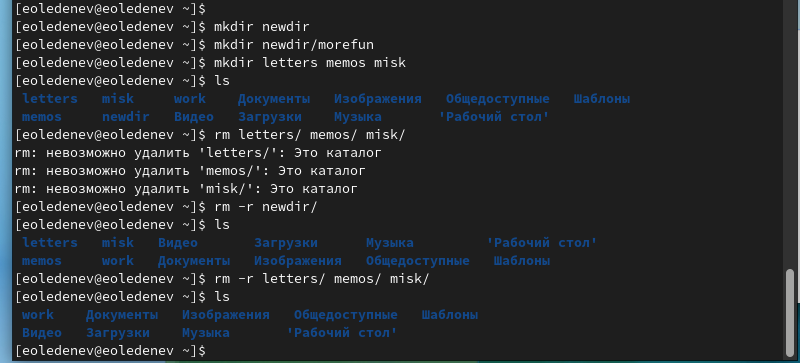 [eoledenev@eoledenev ~]$
[eoledenev@eoledenev ~]$ mkdir newdir
[eoledenev@eoledenev ~]$ mkdir newdir/morefun
[eoledenev@eoledenev ~]$ mkdir letters memos misk
[eoledenev@eoledenev ~]$ ls
letters misk work Документы Изображения Общедоступные Шаблоны
memos newdir Видео Загрузки Музыка 'Рабочий стол'
[eoledenev@eoledenev ~]$ rm letters/ memos/ misk/
rm: невозможно удалить 'letters/': Это каталог
rm: невозможно удалить 'memos/': Это каталог
rm: невозможно удалить 'misk/': Это каталог
[eoledenev@eoledenev ~]$ rm -r newdir/
[eoledenev@eoledenev ~]$ ls
letters misk Видео Загрузки Музыка 'Рабочий стол'
memos work Документы Изображения Общедоступные Шаблоны
[eoledenev@eoledenev ~]$ rm -r letters/ memos/ misk/
[eoledenev@eoledenev ~]$ ls
work Документы Изображения Общедоступные Шаблоны
Видео Загрузки Музыка 'Рабочий стол'
[eoledenev@eoledenev ~]$